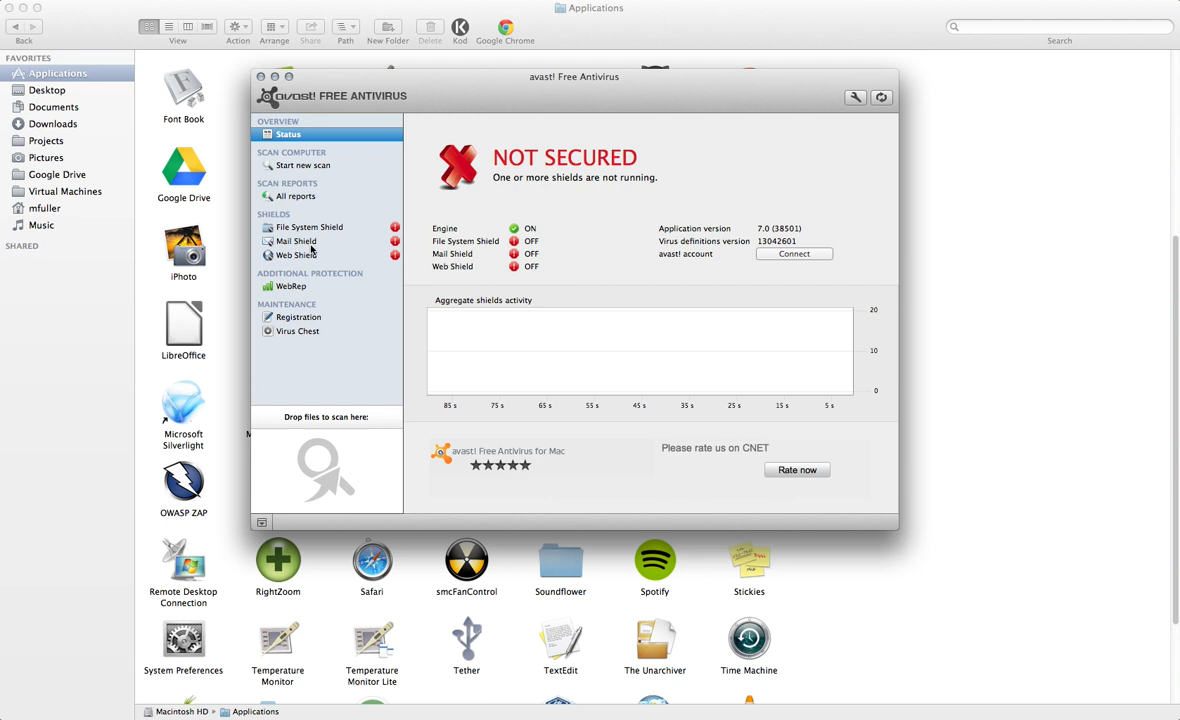 Applications
Back
View
Action
Arrange
Share
Path
New Folder
Delete
Kod
Google Chrome
Search
FAVORITES
Applications
Desktop
Documents
Downloads
Projects
Pictures
Google Drive
Virtual Machines
mfuller
Music
SHARED
Font Book
Google Drive
iPhoto
LibreOffice
Microsoft
Silverlight
OWASP ZAP
avast! Free Antivirus
avast! FREE ANTIVIRUS
OVERVIEW
Status
SCAN COMPUTER
Start new scan
SCAN REPORTS
All reports
SHIELDS
File System Shield
Mail Shield
Web Shield
ADDITIONAL PROTECTION
WebRep
MAINTENANCE
Registration
Virus Chest
Drop files to scan here:
NOT SECURED
One or more shields are not running.
Engine ON
File System Shield OFF
Mail Shield OFF
Web Shield OFF
Application version 7.0 (38501)
Virus definitions version 13042601
avast! account Connect
Aggregate shields activity
20
10
0
85 s 75 s 65 s 55 s 45 s 35 s 25 s 15 s 5 s
avast! Free Antivirus for Mac
Please rate us on CNET
Rate now
Remote Desktop
Connection
RightZoom
Safari
smcFanControl
Soundflower
Spotify
Stickies
System Preferences
Temperature
Monitor
Temperature
Monitor Lite
Tether
TextEdit
The Unarchiver
Time Machine
Macintosh HD
Applications